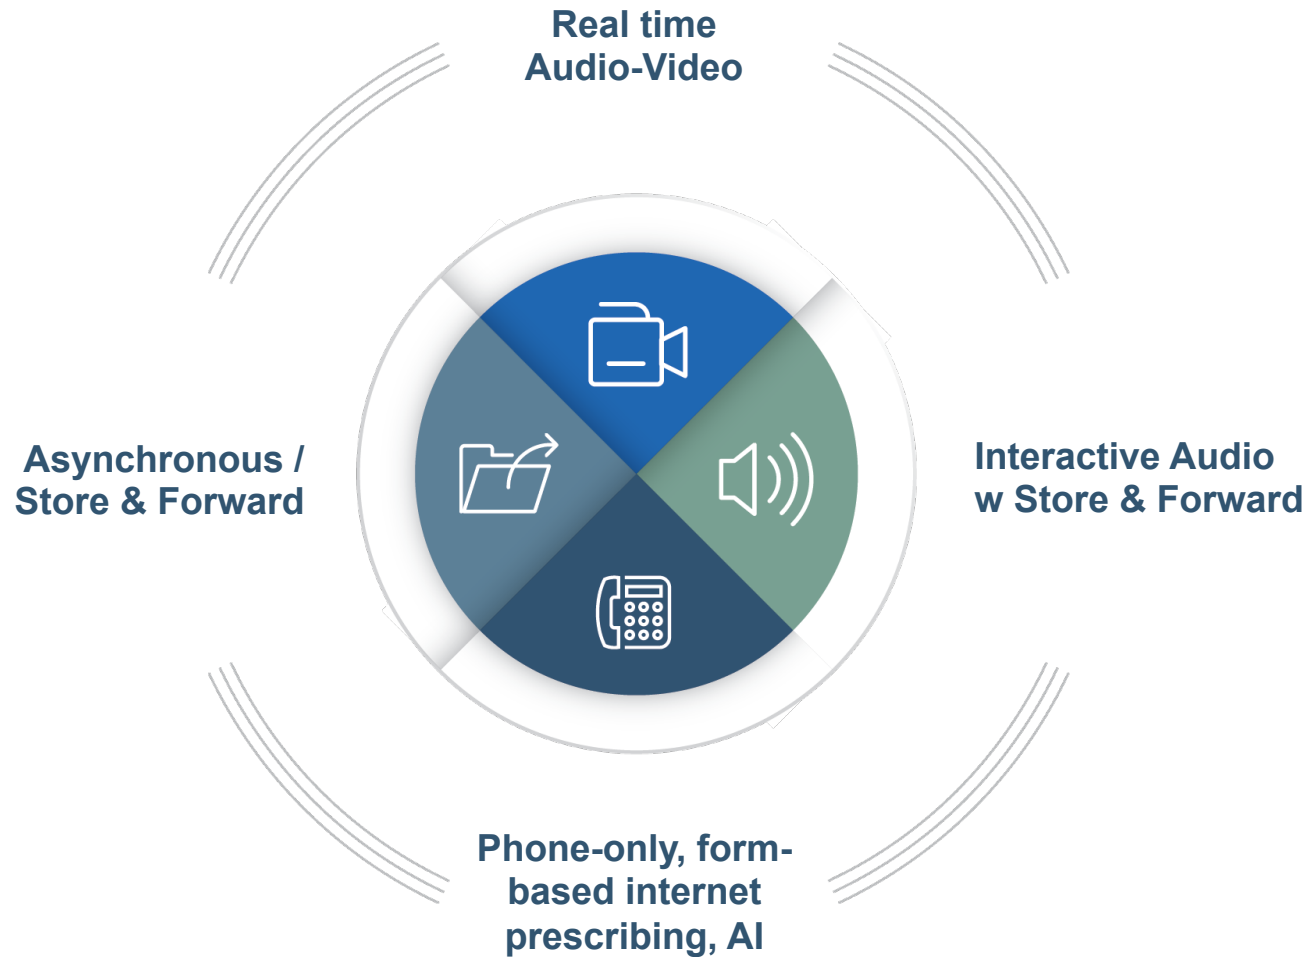 Real time
Audio-Video
Asynchronous /
Store & Forward
Interactive Audio
w Store & Forward
Phone-only, form-
based internet
prescribing, AI